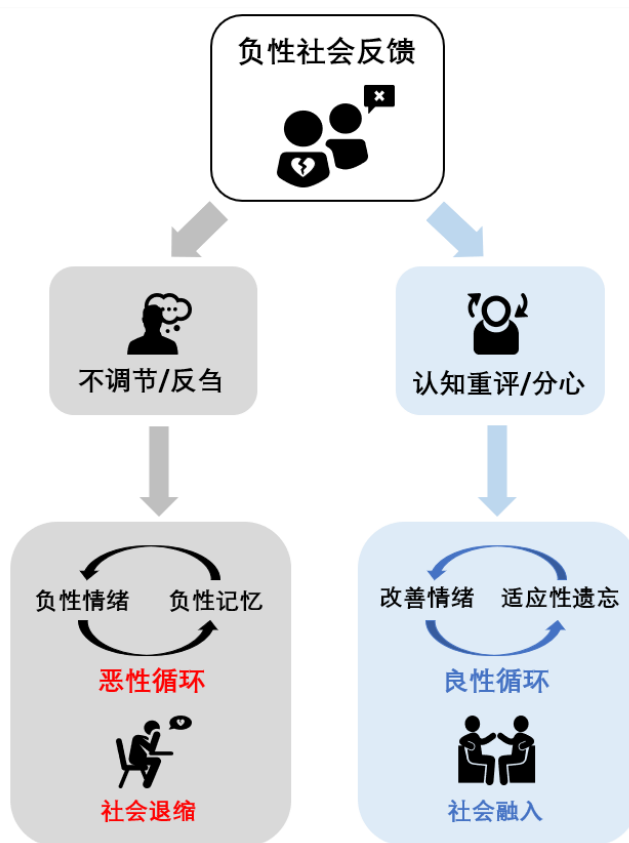 负性社会反馈
不调节/反刍
认知重评/分心
负性情绪
负性记忆
恶性循环
社会退缩
改善情绪
适应性遗忘
良性循环
社会融入